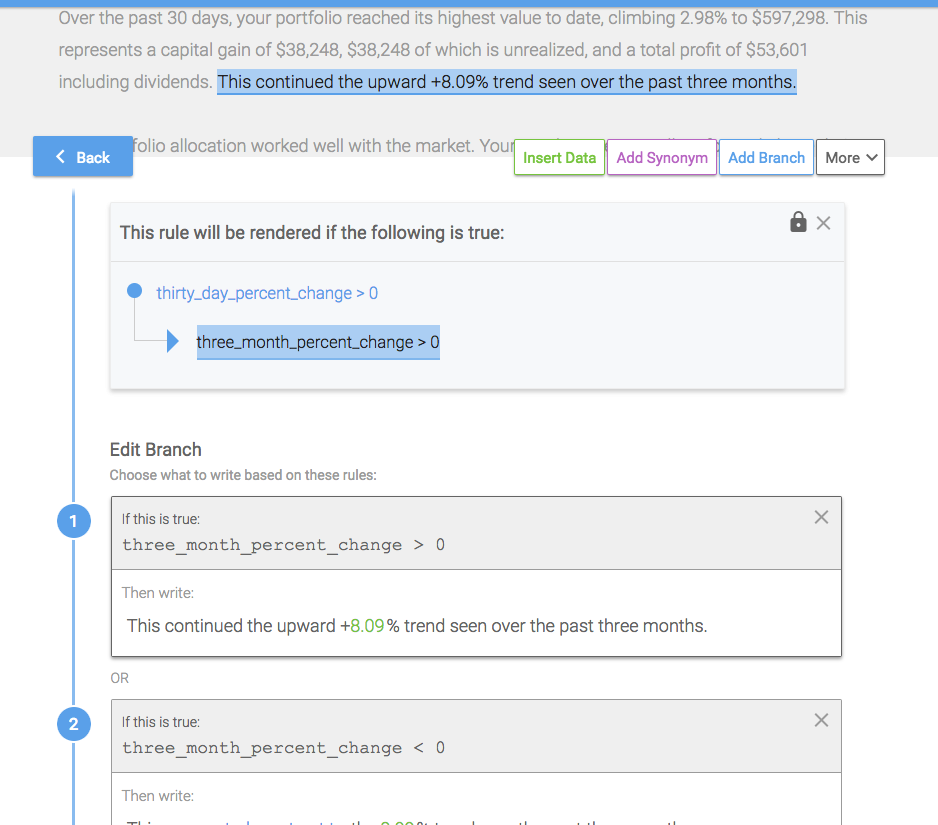 Over the past 30 days, your portfolio reached its highest value to date, climbing 2.98% to $597,298. This
represents a capital gain of $38,248, $38,248 of which is unrealized, and a total profit of $53,601
including dividends. This continued the upward +8.09% trend seen over the past three months.
folio allocation worked well with the market. Your
Back
Insert Data
Add Synonym
Add Branch
More
This rule will be rendered if the following is true:
thirty_day_percent_change > 0
three_month_percent_change > 0
Edit Branch
Choose what to write based on these rules:
1
If this is true:
three_month_percent_change > 0
Then write:
This continued the upward +8.09% trend seen over the past three months.
OR
2
If this is true:
three_month_percent_change < 0
Then write: